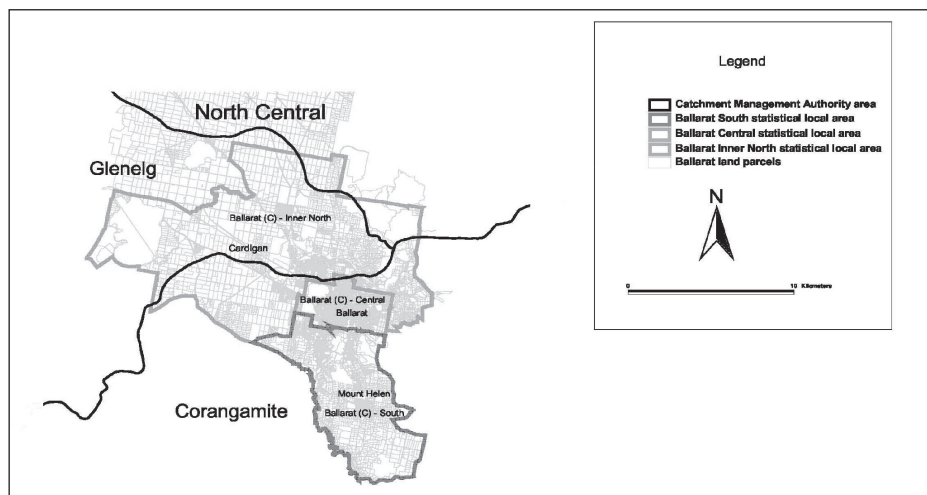 North Central
Glenelg
Ballarat (C) - Inner North
Cardigan
Ballarat (C) - Central
Ballarat
Mount Helen
Ballarat (C) - South
Corangamite
Legend
Catchment Management Authority area
Ballarat South statistical local area
Ballarat Central statistical local area
Ballarat Inner North statistical local area
Ballarat land parcels
N
0 10 Kilometers